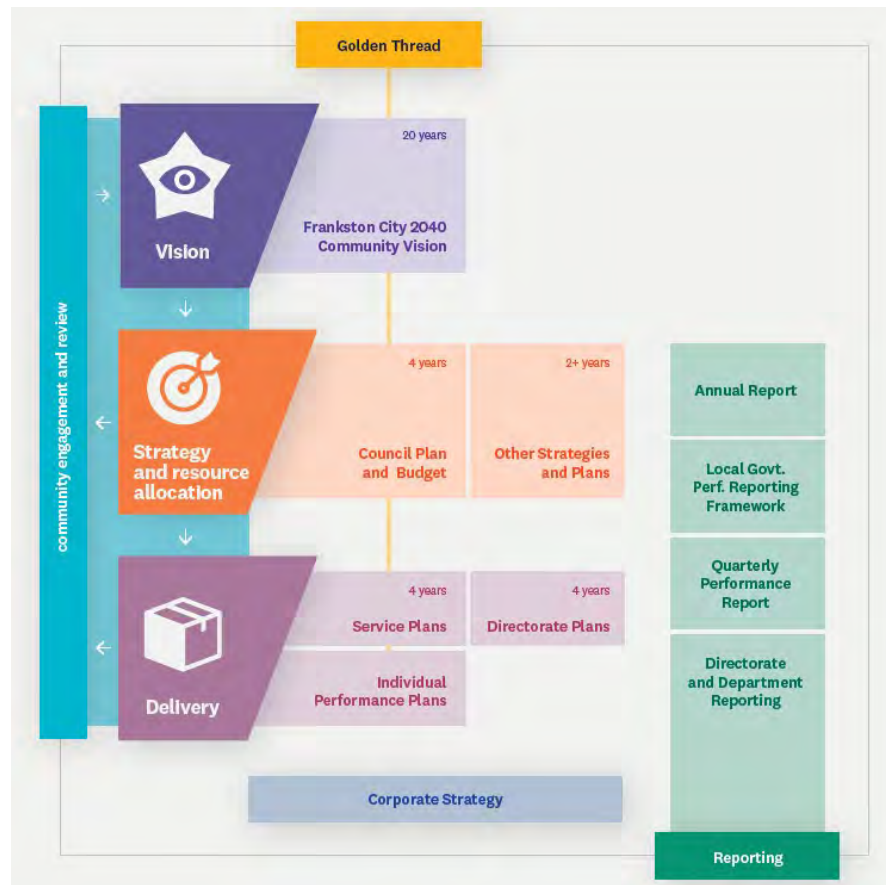 Golden Thread
community engagement and review
Vision
20 years
Frankston City 2040
Community Vision
Strategy
and resource
allocation
4 years
Council Plan
and Budget
2+ years
Other Strategies
and Plans
Delivery
4 years
Service Plans
4 years
Directorate Plans
Individual
Performance Plans
Corporate Strategy
Annual Report
Local Govt.
Perf. Reporting
Framework
Quarterly
Performance
Report
Directorate
and Department
Reporting
Reporting